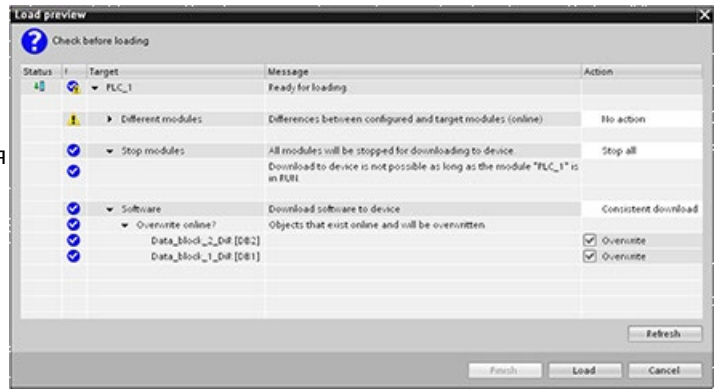 Load preview
Check before loading
Status ! Target Message Action
PLC_1 Ready for loading.
Different modules Differences between configured and target modules (online) No action
Stop modules All modules will be stopped for downloading to device. Stop all
Download to device is not possible as long as the module "PLC_1" is
in RUN.
Software Download software to device Consistent download
Overwrite online? Objects that exist online and will be overwritten
Data_block_2_DiR [DB2] Overwrite
Data_block_1_DiR [DB1] Overwrite
Refresh
Finish Load Cancel